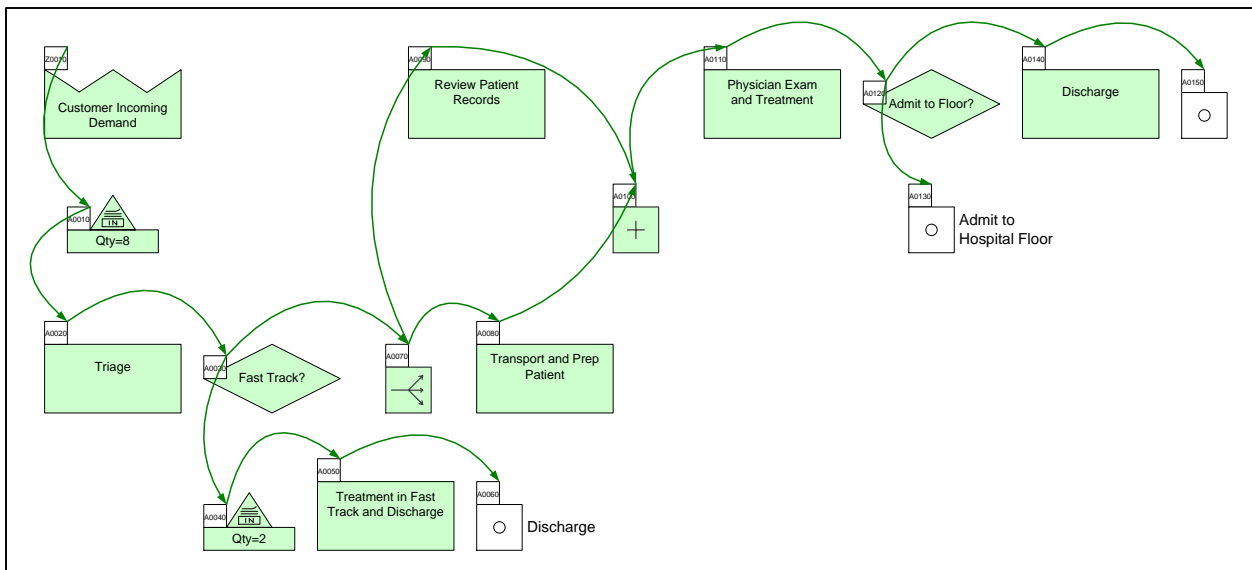 Z0010
Customer Incoming
Demand
A0010
IN
Qty=8
A0020
Triage
A0030
Fast Track?
A0040
IN
Qty=2
A0050
Treatment in Fast
Track and Discharge
A0060
Discharge
A0070
A0080
Transport and Prep
Patient
A0090
Review Patient
Records
A0100
A0110
Physician Exam
and Treatment
A0120
Admit to Floor?
A0130
Admit to
Hospital Floor
A0140
Discharge
A0150